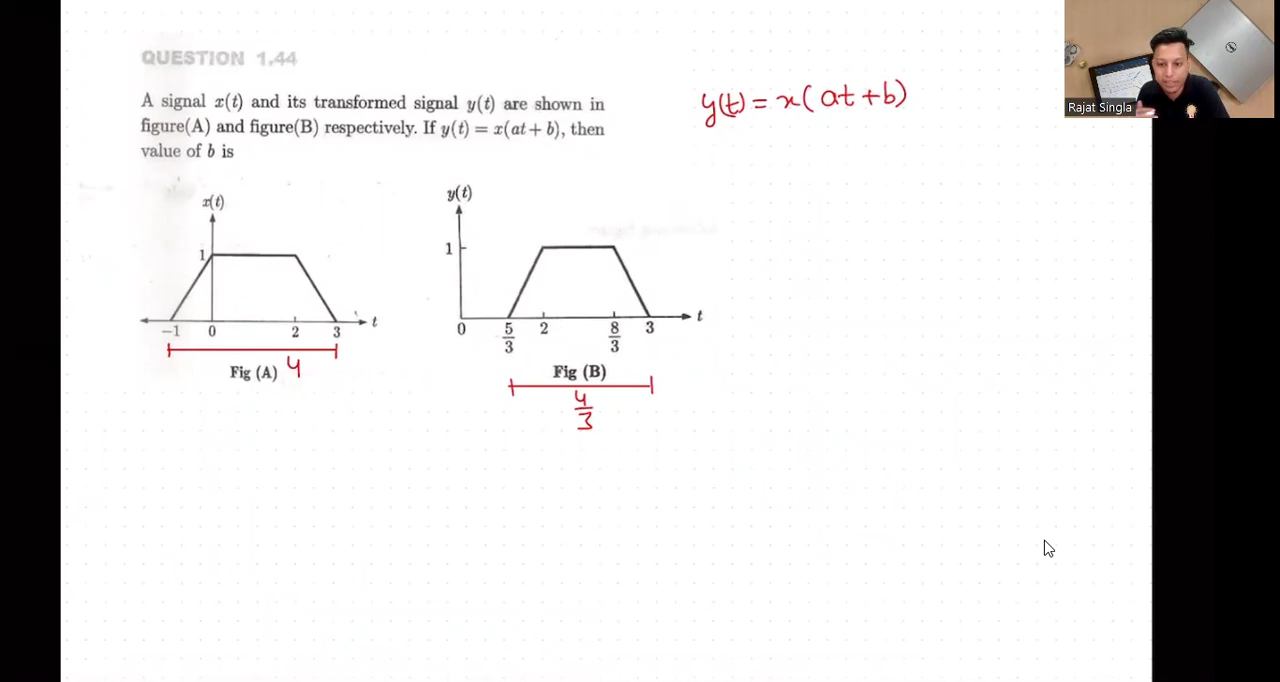 QUESTION 1.44
A signal x(t) and its transformed signal y(t) are shown in
figure(A) and figure(B) respectively. If y(t) = x(at + b), then
value of b is
y(t) = x(at + b)
Rajat Singla
x(t)
1
-1 0 2 3 t
Fig (A) 4
y(t)
1
0 5/3 2 8/3 3 t
Fig (B)
4/3